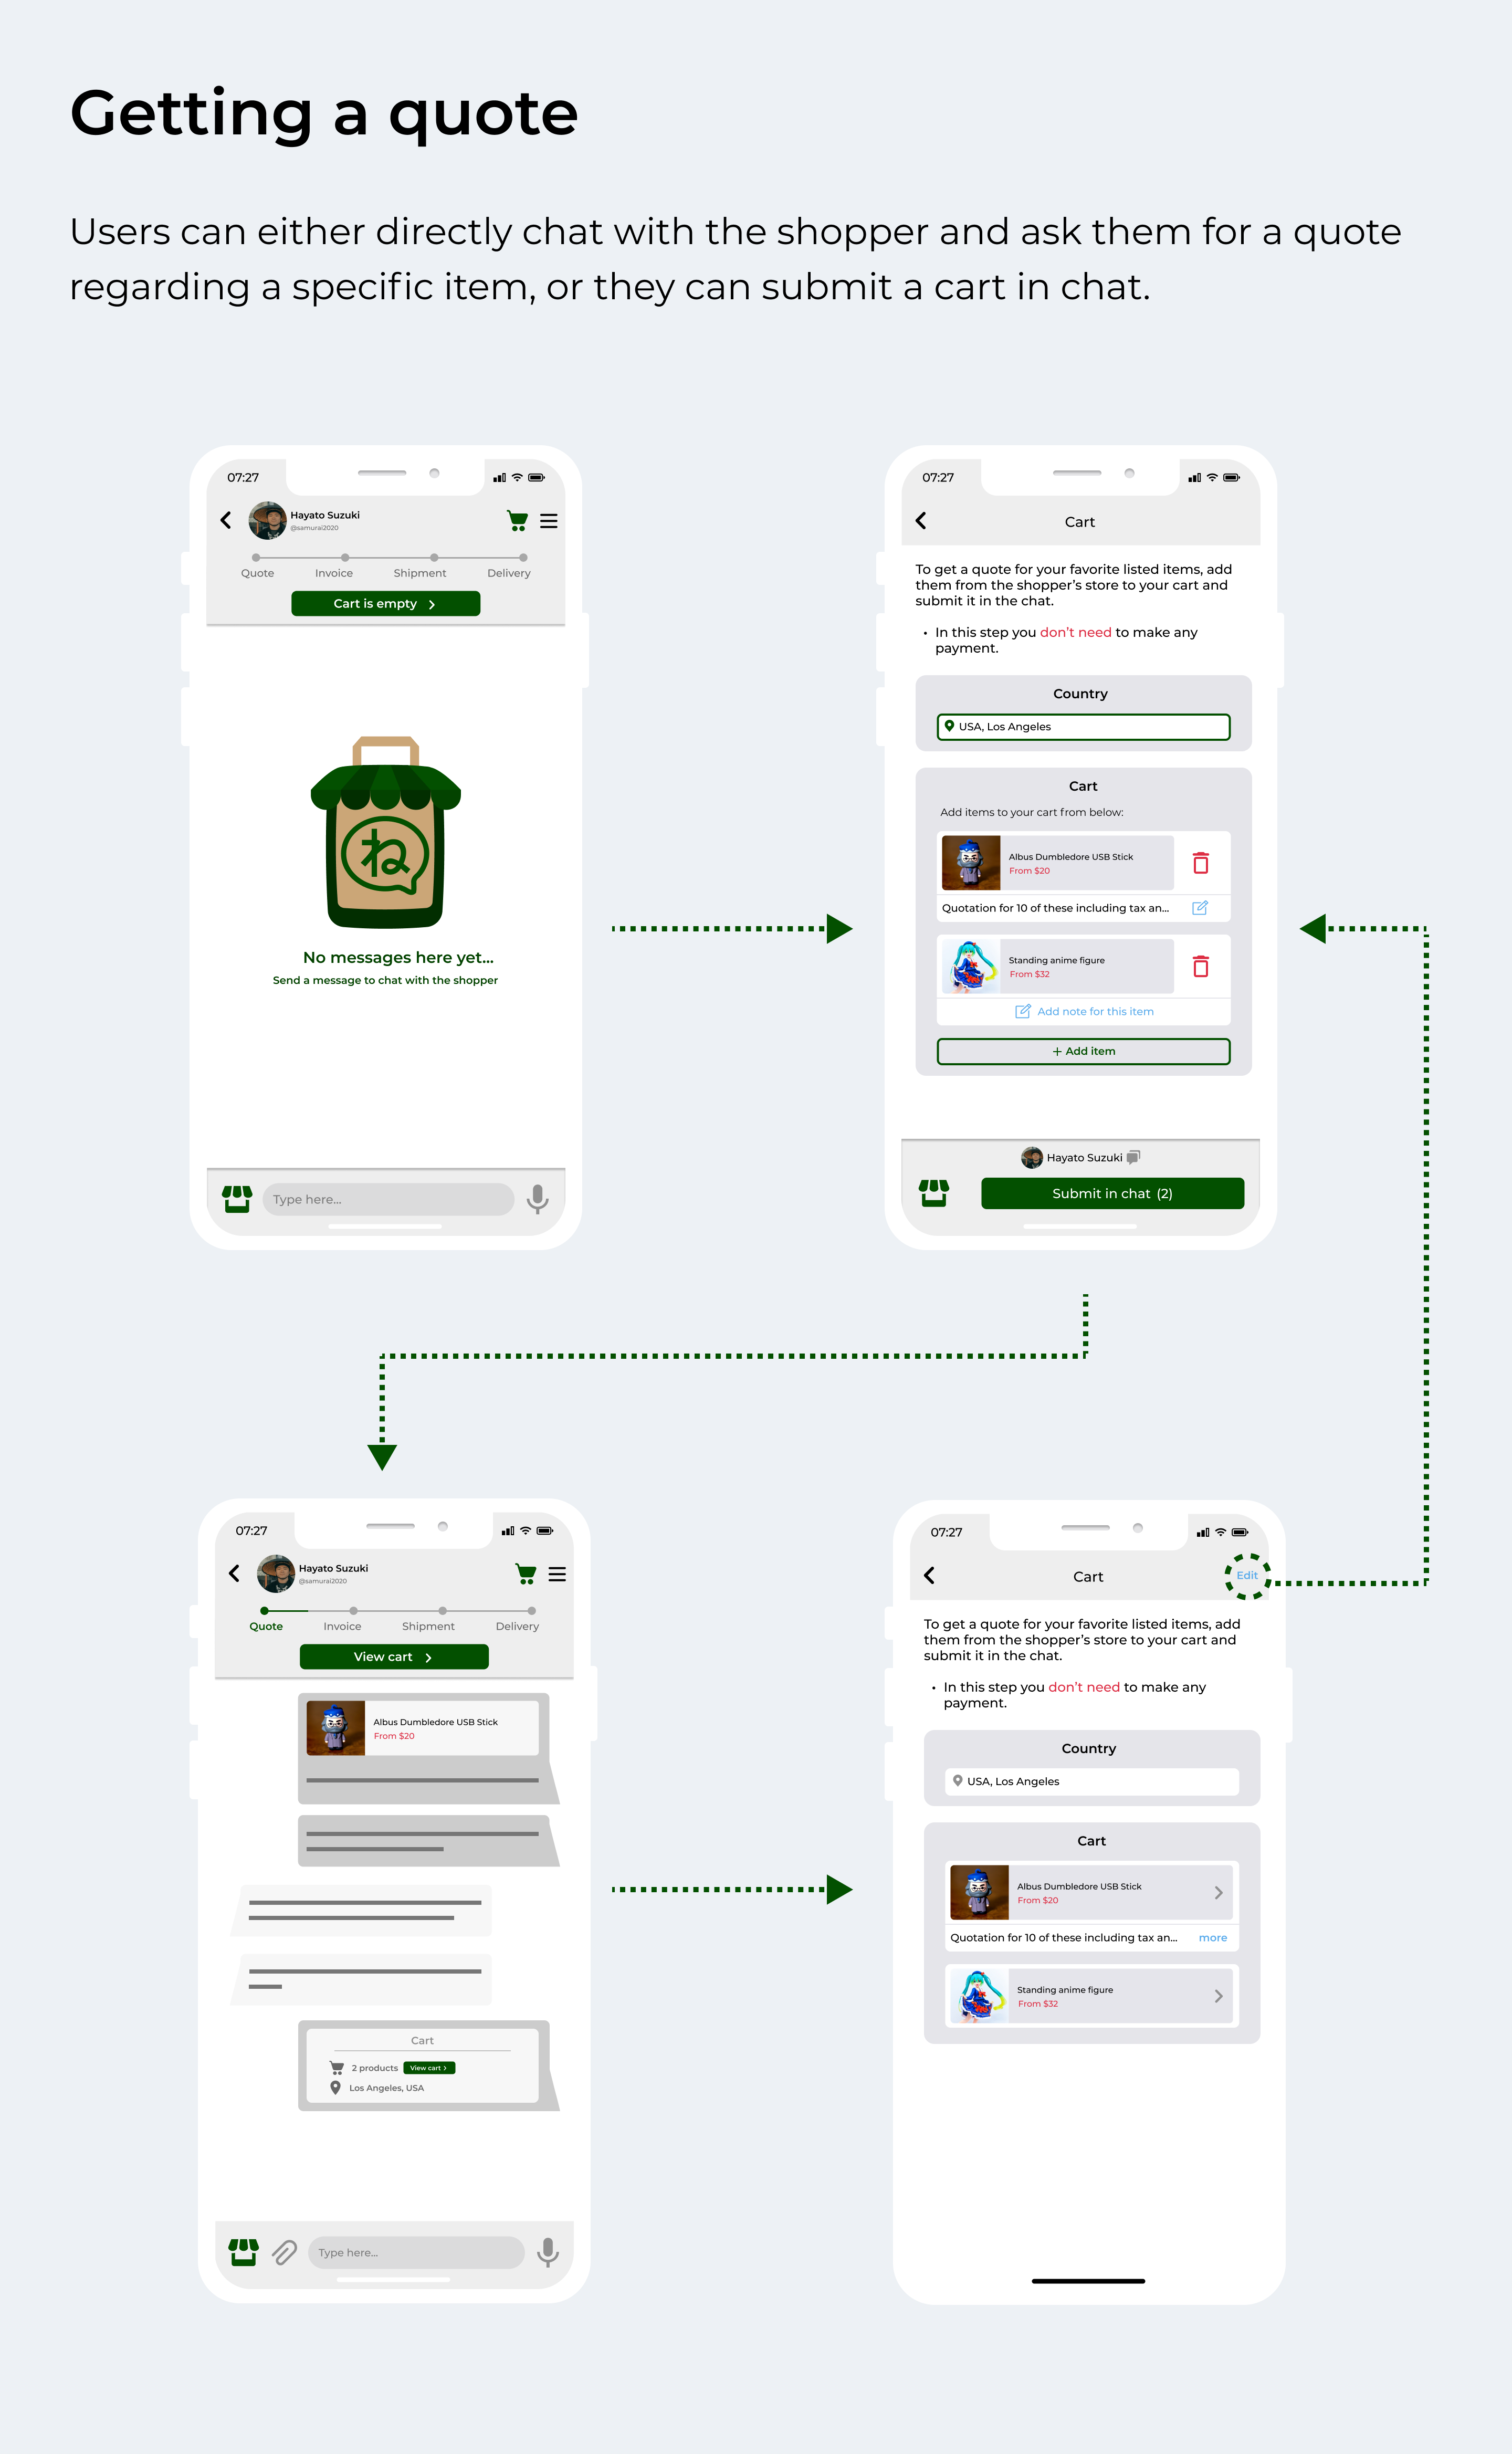 Getting a quote
Users can either directly chat with the shopper and ask them for a quote
regarding a specific item, or they can submit a cart in chat.
07:27
Hayato Suzuki
@samurai2020
Quote Invoice Shipment Delivery
Cart is empty
ね
No messages here yet...
Send a message to chat with the shopper
Type here...
07:27
Cart
To get a quote for your favorite listed items, add
them from the shopper’s store to your cart and
submit it in the chat.
• In this step you don’t need to make any
payment.
Country
USA, Los Angeles
Cart
Add items to your cart from below:
Albus Dumbledore USB Stick
From $20
Quotation for 10 of these including tax an...
Standing anime figure
From $32
Add note for this item
+ Add item
Hayato Suzuki
Submit in chat (2)
07:27
Hayato Suzuki
@samurai2020
Quote Invoice Shipment Delivery
View cart
Albus Dumbledore USB Stick
From $20
Cart
2 products View cart
Los Angeles, USA
Type here...
07:27
Cart
Edit
To get a quote for your favorite listed items, add
them from the shopper’s store to your cart and
submit it in the chat.
• In this step you don’t need to make any
payment.
Country
USA, Los Angeles
Cart
Albus Dumbledore USB Stick
From $20
Quotation for 10 of these including tax an... more
Standing anime figure
From $32